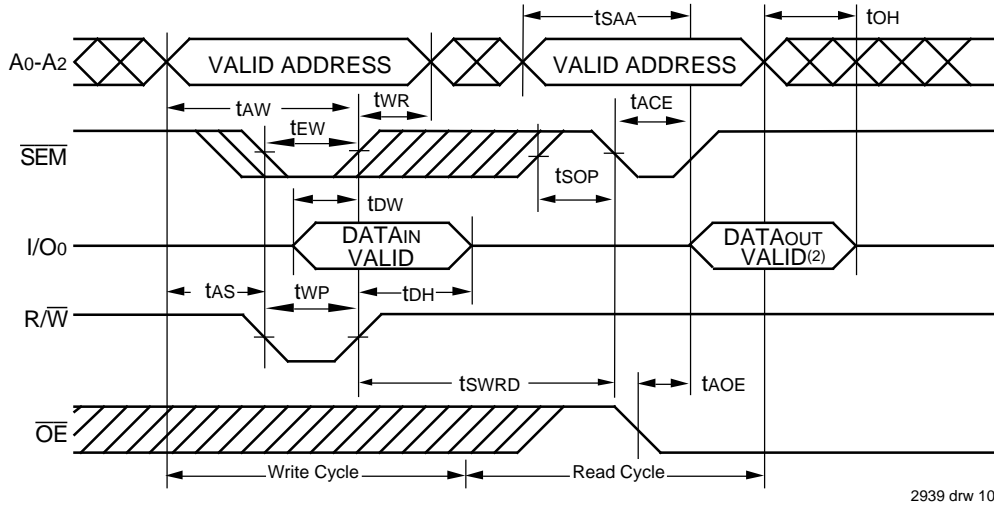 tSAA
tOH
A0-A2
VALID ADDRESS
VALID ADDRESS
tAW
tWR
tACE
tEW
SEM
tSOP
tDW
I/O0
DATAIN
VALID
DATAOUT
VALID(2)
tAS
tWP
tDH
R/W
tSWRD
tAOE
OE
Write Cycle
Read Cycle
2939 drw 10